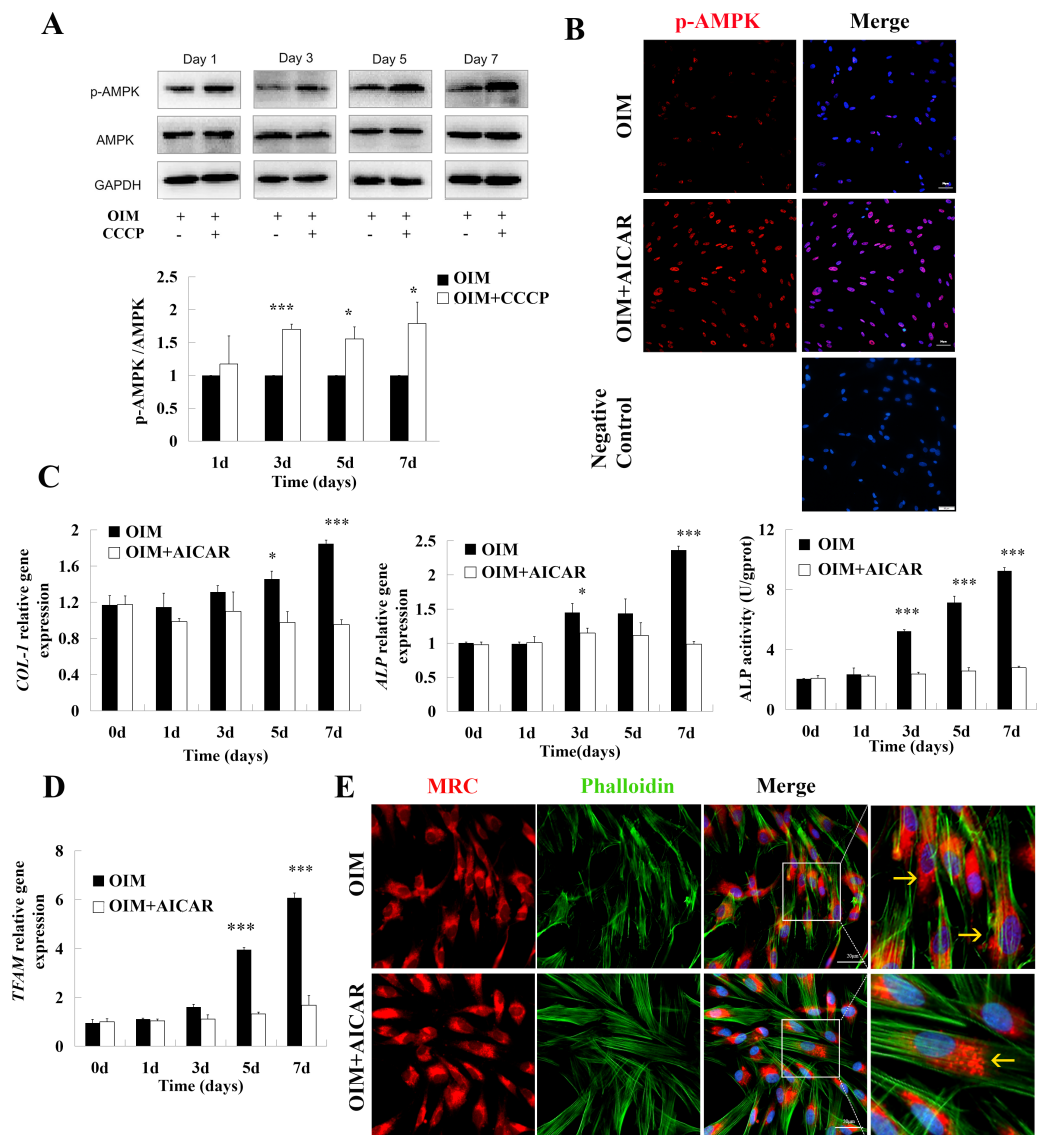 A
Day 1 Day 3 Day 5 Day 7
p-AMPK
AMPK
GAPDH
OIM + + + + + + + +
CCCP - + - + - + - +
p-AMPK /AMPK
2.5
2
1.5
1
0.5
0
OIM
OIM+CCCP
***
*
*
1d 3d 5d 7d
Time (days)
B
p-AMPK Merge
OIM
OIM+AICAR
Negative
Control
C
COL-1 relative gene
expression
2
1.6
1.2
0.8
0.4
0
OIM
OIM+AICAR
*
***
0d 1d 3d 5d 7d
Time (days)
ALP relative gene
expression
2.5
2
1.5
1
0.5
0
OIM
OIM+AICAR
*
***
0d 1d 3d 5d 7d
Time(days)
ALP acitivity (U/gprot)
12
8
4
0
OIM
OIM+AICAR
***
***
***
0d 1d 3d 5d 7d
Time (days)
D
TFAM relative gene
expression
8
6
4
2
0
OIM
OIM+AICAR
***
***
0d 1d 3d 5d 7d
Time (days)
E
MRC Phalloidin Merge
OIM
20μm
OIM+AICAR